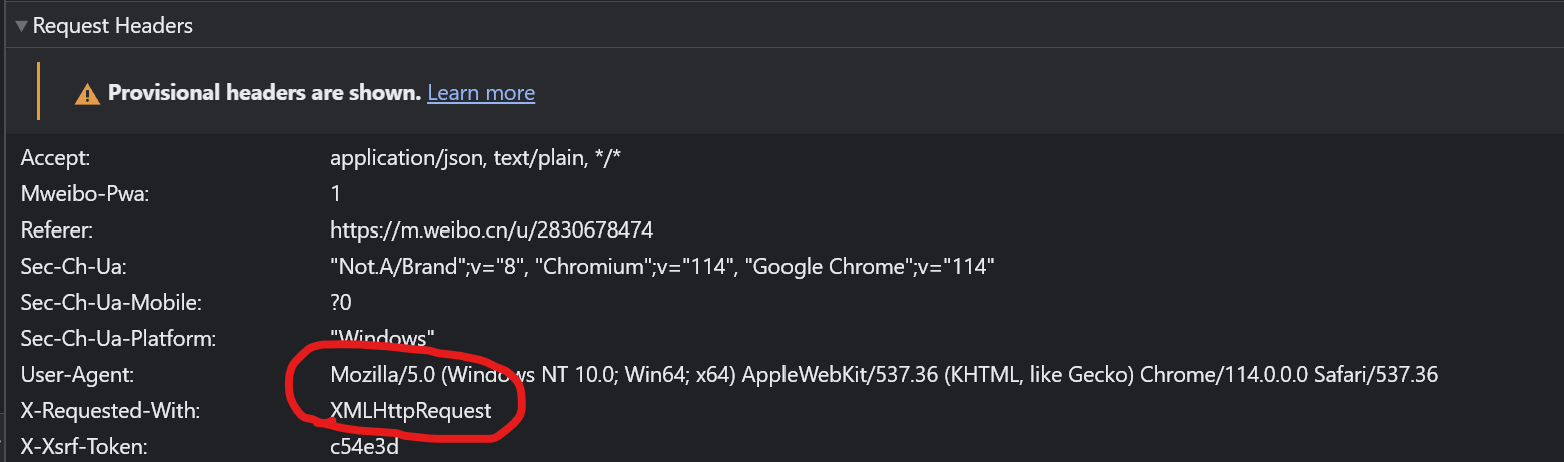 Request Headers
Provisional headers are shown. Learn more
Accept: application/json, text/plain, */*
Mweibo-Pwa: 1
Referer: https://m.weibo.cn/u/2830678474
Sec-Ch-Ua: "Not.A/Brand";v="8", "Chromium";v="114", "Google Chrome";v="114"
Sec-Ch-Ua-Mobile: ?0
Sec-Ch-Ua-Platform: "Windows"
User-Agent: Mozilla/5.0 (Windows NT 10.0; Win64; x64) AppleWebKit/537.36 (KHTML, like Gecko) Chrome/114.0.0.0 Safari/537.36
X-Requested-With: XMLHttpRequest
X-Xsrf-Token: c54e3d